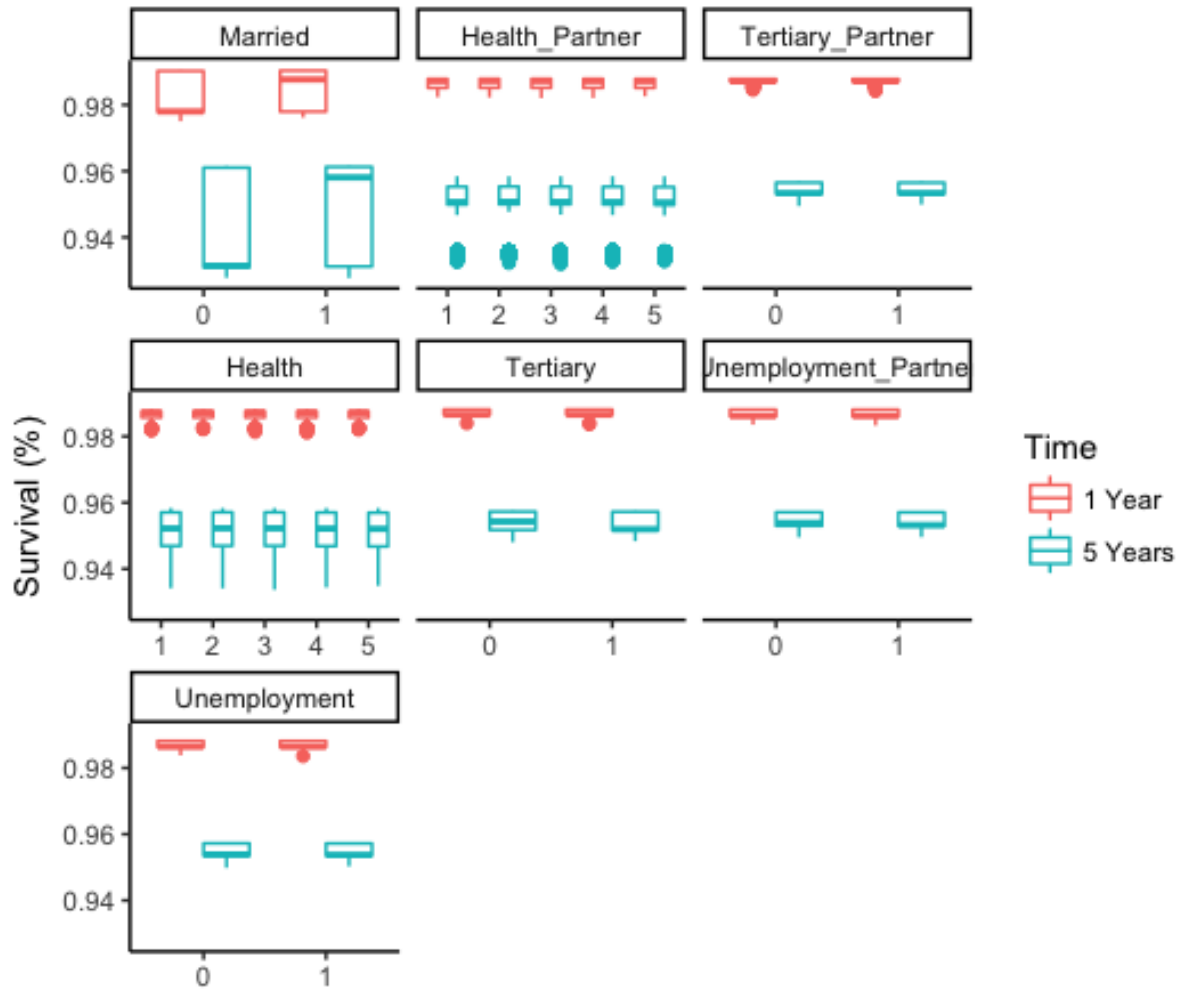 Married
Health_Partner
Tertiary_Partner
0.98
0.96
0.94
0 1
1 2 3 4 5
0 1
Health
Tertiary
Unemployment_Partne
0.98
0.96
0.94
1 2 3 4 5
0 1
0 1
Unemployment
0.98
0.96
0.94
0 1
Survival (%)
Time
1 Year
5 Years